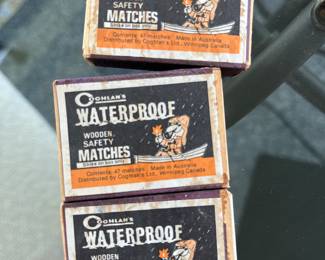 SAFETY
MATCHES
Contents: 47 matches. Made in Australia
Distributed by Coghlan's Ltd., Winnipeg Canada
COGHLAN'S
WATERPROOF
WOODEN
SAFETY
MATCHES
Contents: 47 matches. Made in Australia
Distributed by Coghlan's Ltd., Winnipeg Canada
COGHLAN'S
WATERPROOF
WOODEN